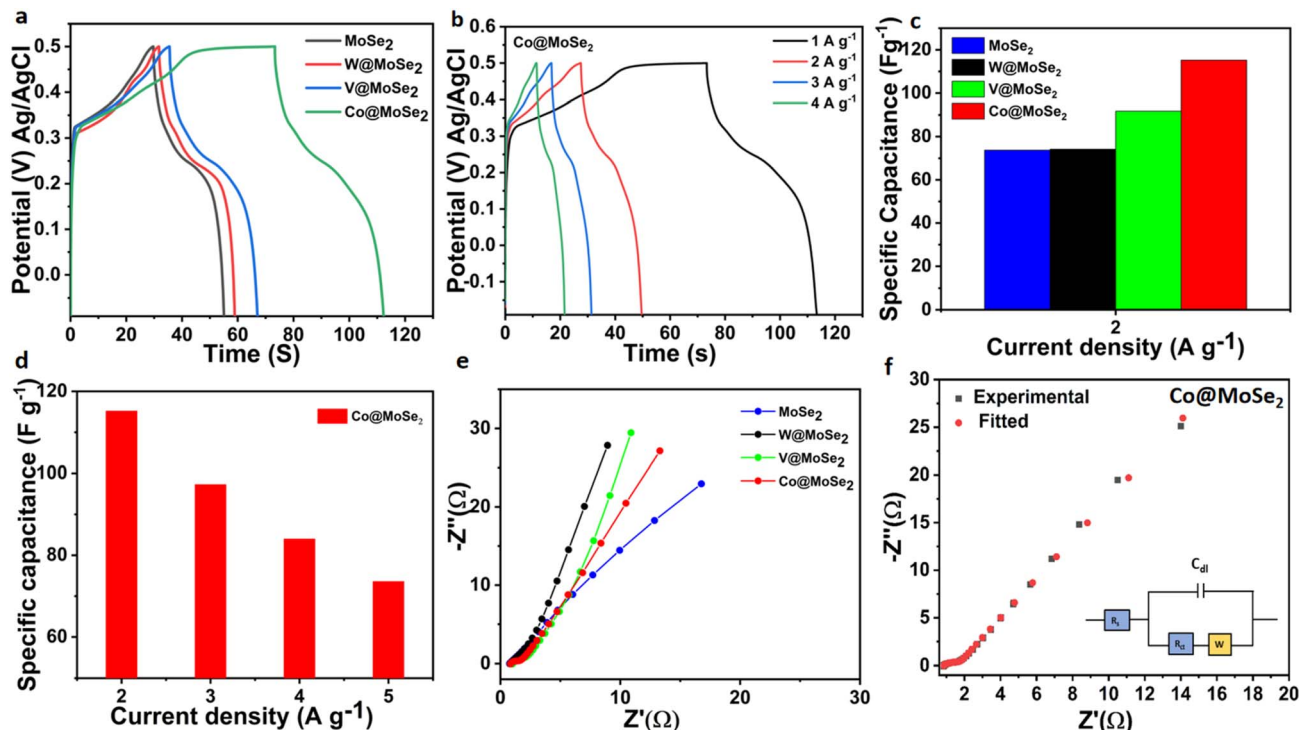 a
MoSe2
W@MoSe2
V@MoSe2
Co@MoSe2
0.5
0.4
0.3
0.2
0.1
0.0
Potential (V) Ag/AgCl
0 20 40 60 80 100 120
Time (S)
b
Co@MoSe2
1 A g-1
2 A g-1
3 A g-1
4 A g-1
0.5
0.4
0.5
0.3
0.2
0.0
-0.1
Potential (V) Ag/AgCl
0 20 40 60 80 100 120
Time (s)
c
MoSe2
W@MoSe2
V@MoSe2
Co@MoSe2
120
100
80
60
40
20
0
Specific Capacitance (Fg-1)
2
Current density (A g-1)
d
Co@MoSe2
120
100
80
60
Specific capacitance (F g-1)
2 3 4 5
Current density (A g-1)
e
MoSe2
W@MoSe2
V@MoSe2
Co@MoSe2
30
20
10
0
-Z''(Ω)
0 10 20 30
Z'(Ω)
f
Experimental
Fitted
Co@MoSe2
30
25
20
15
10
5
0
-Z''(Ω)
Cdl
Rs
Rct
W
2 4 6 8 10 12 14 16 18 20
Z'(Ω)